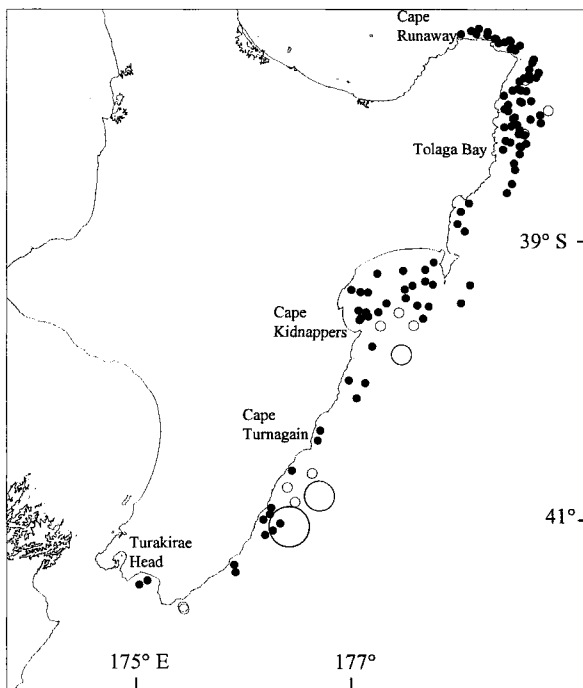 Cape
Runaway
Tolaga Bay
39° S
Cape
Kidnappers
Cape
Turnagain
41°
Turakirae
Head
175° E
177°